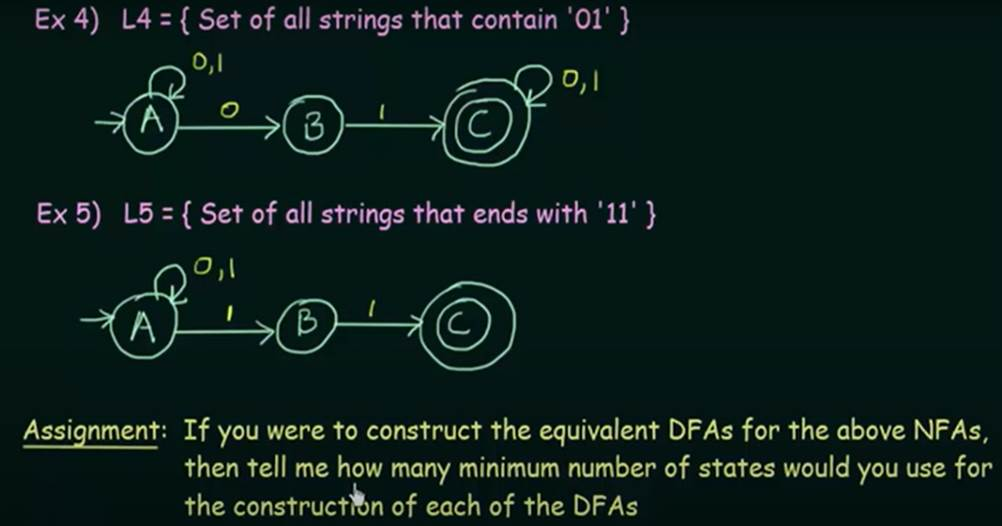 Ex 4) L4 = { Set of all strings that contain '01' }
0,1
0
1
0,1
A
B
C
Ex 5) L5 = { Set of all strings that ends with '11' }
0,1
1
1
A
B
C
Assignment: If you were to construct the equivalent DFAs for the above NFAs,
then tell me how many minimum number of states would you use for
the construction of each of the DFAs